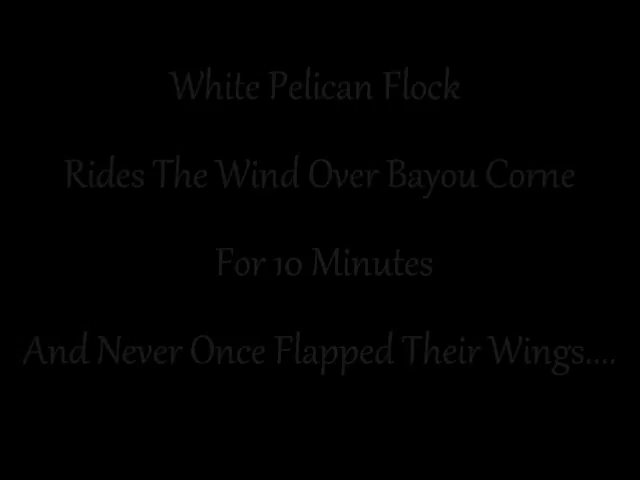 White Pelican Flock
Rides The Wind Over Bayou Corne
For 10 Minutes
And Never Once Flapped Their Wings....